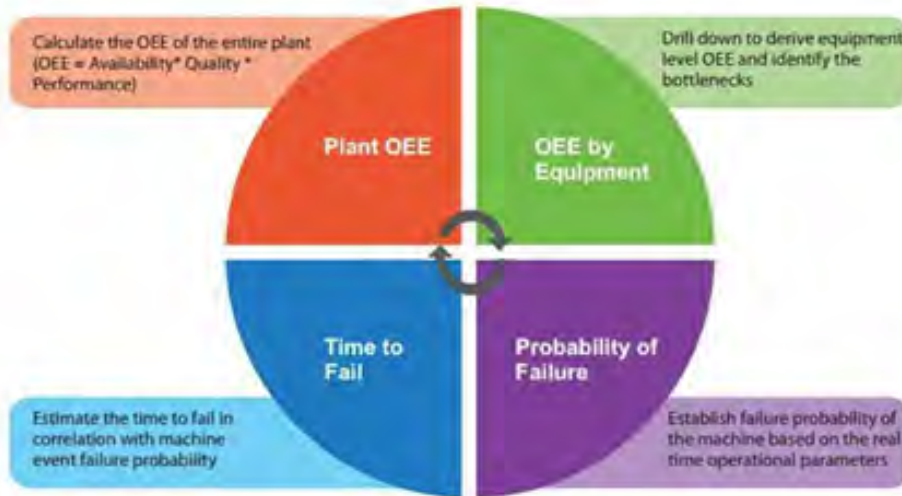 Calculate the OEE of the entire plant
(OEE = Availability* Quality *
Performance)
Plant OEE
Drill down to derive equipment
level OEE and identify the
bottlenecks
OEE by
Equipment
Time to
Fail
Estimate the time to fail in
correlation with machine
event failure probability
Probability of
Failure
Establish failure probability of
the machine based on the real
time operational parameters